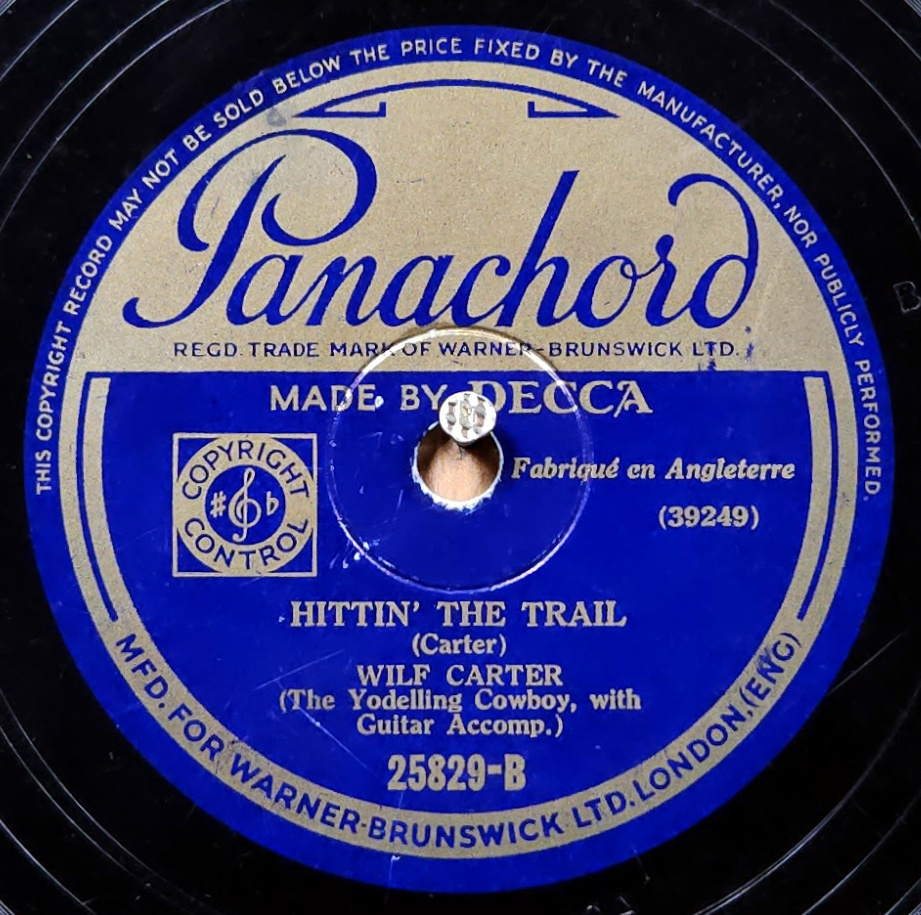 THIS COPYRIGHT RECORD MAY NOT BE SOLD BELOW THE PRICE FIXED BY THE MANUFACTURER, NOR PUBLICLY PERFORMED.
Panachord
REGD. TRADE MARK OF WARNER-BRUNSWICK LTD.
MADE BY DECCA
COPYRIGHT
CONTROL
Fabriqué en Angleterre
(39249)
HITTIN' THE TRAIL
(Carter)
WILF CARTER
(The Yodelling Cowboy, with
Guitar Accomp.)
25829-B
MFD. FOR WARNER-BRUNSWICK LTD. LONDON, (ENG)